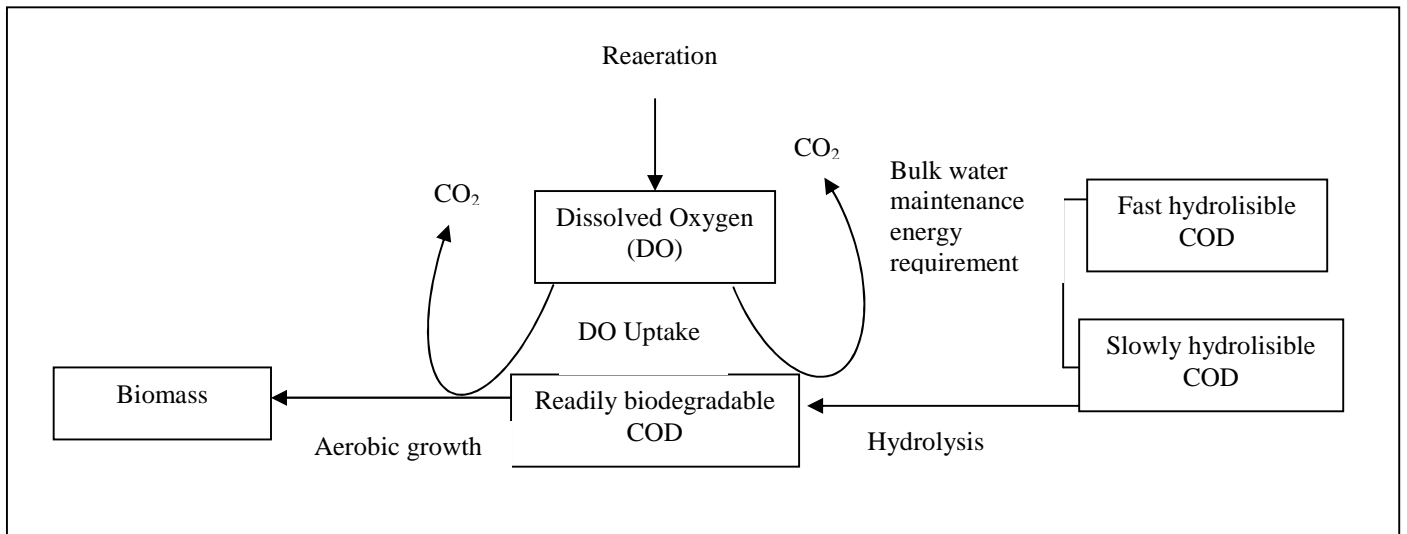 Reaeration
CO₂
CO₂
Bulk water
maintenance
energy
requirement
Fast hydrolisible
COD
Dissolved Oxygen
(DO)
DO Uptake
Slowly hydrolisible
COD
Biomass
Readily biodegradable
COD
Aerobic growth
Hydrolysis